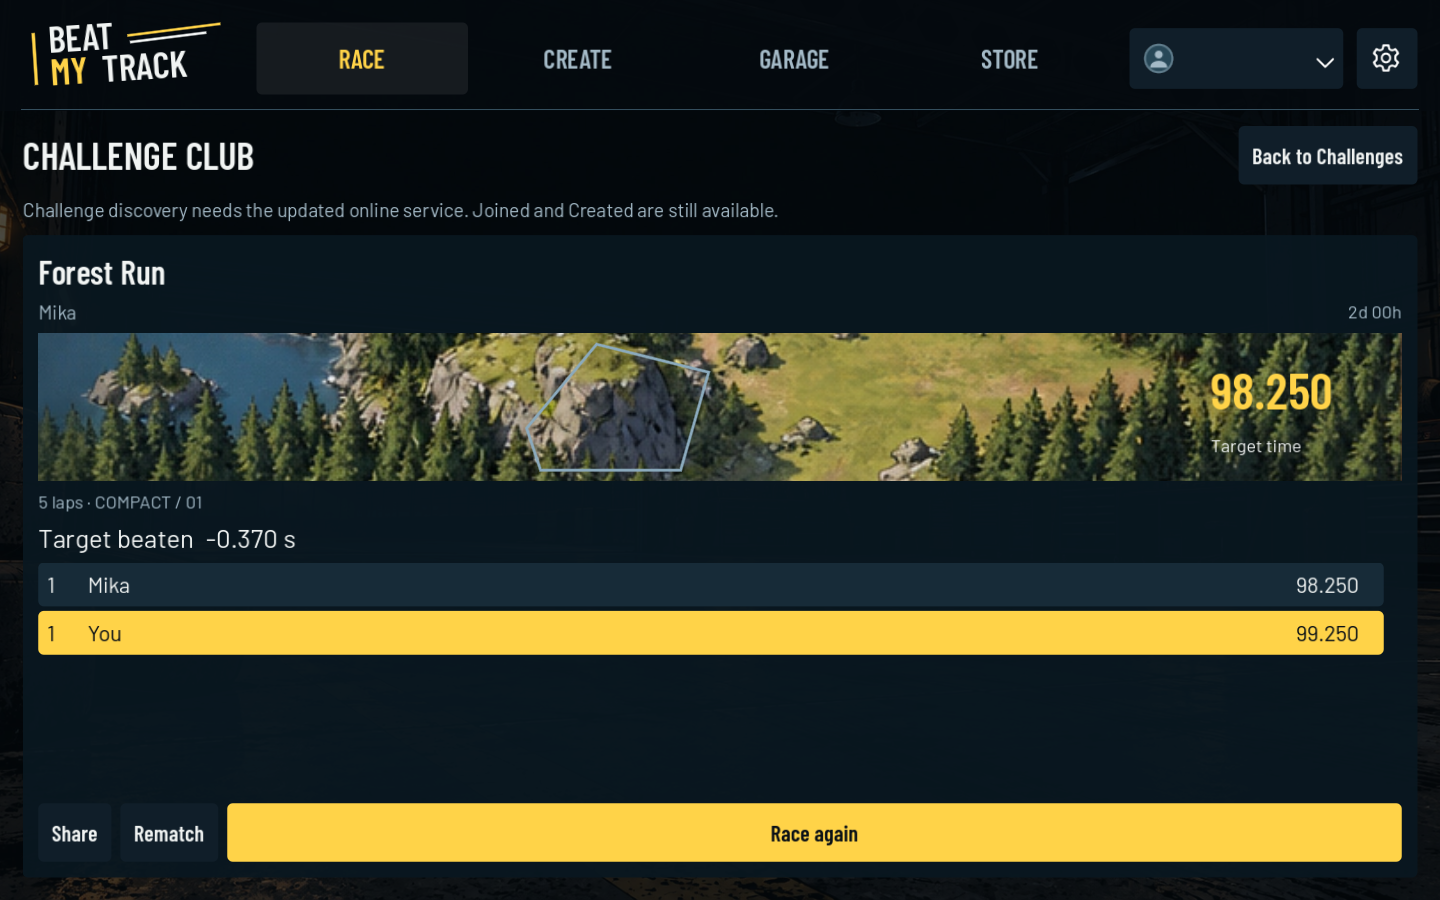 BEAT
MY TRACK
RACE
CREATE
GARAGE
STORE
CHALLENGE CLUB
Back to Challenges
Challenge discovery needs the updated online service. Joined and Created are still available.
Forest Run
Mika
2d 00h
98.250
Target time
5 laps · COMPACT / 01
Target beaten -0.370 s
1 Mika 98.250
1 You 99.250
Share
Rematch
Race again